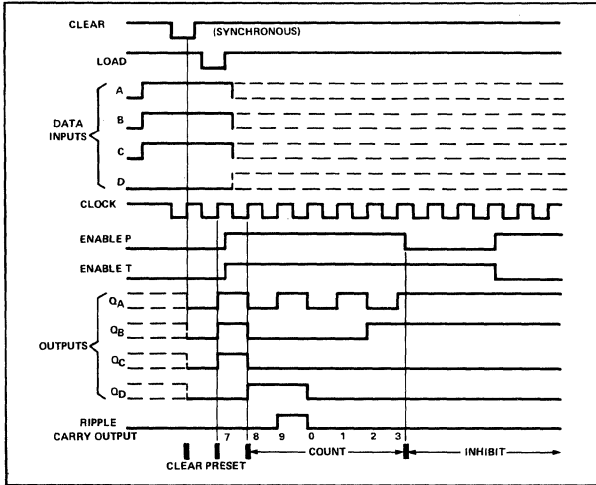 CLEAR
(SYNCHRONOUS)
LOAD
A
B
DATA
INPUTS
C
D
CLOCK
ENABLE P
ENABLE T
QA
QB
OUTPUTS
QC
QD
RIPPLE
CARRY OUTPUT
7 8 9 0 1 2 3
COUNT
INHIBIT
CLEAR PRESET